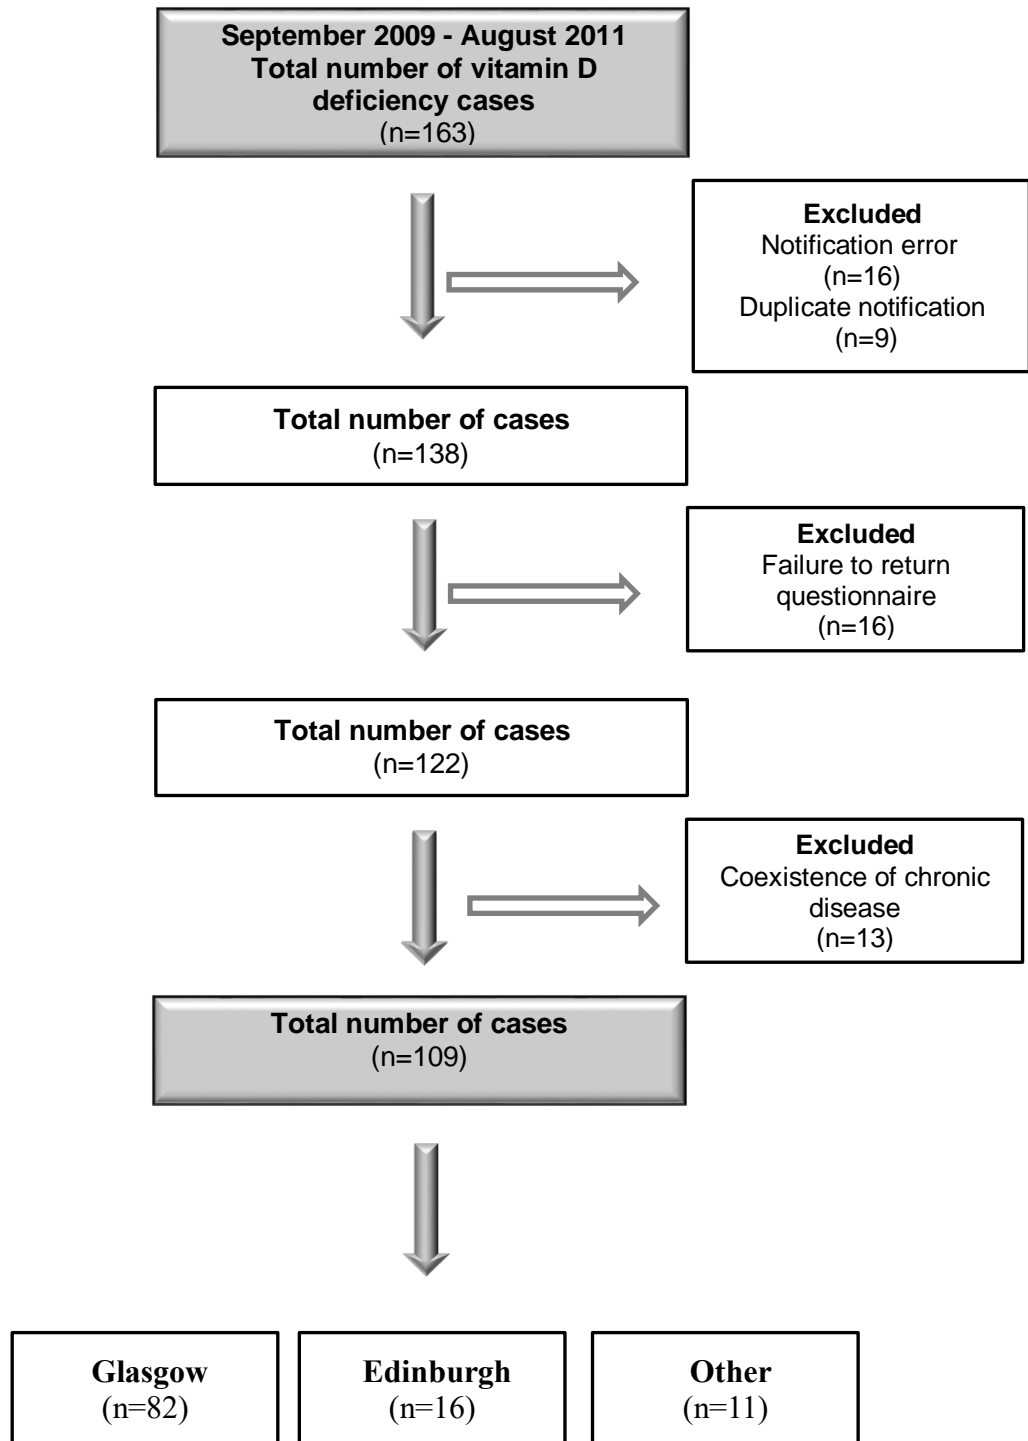 September 2009 - August 2011
Total number of vitamin D
deficiency cases
(n=163)
Excluded
Notification error
(n=16)
Duplicate notification
(n=9)
Total number of cases
(n=138)
Excluded
Failure to return
questionnaire
(n=16)
Total number of cases
(n=122)
Excluded
Coexistence of chronic
disease
(n=13)
Total number of cases
(n=109)
Glasgow
(n=82)
Edinburgh
(n=16)
Other
(n=11)